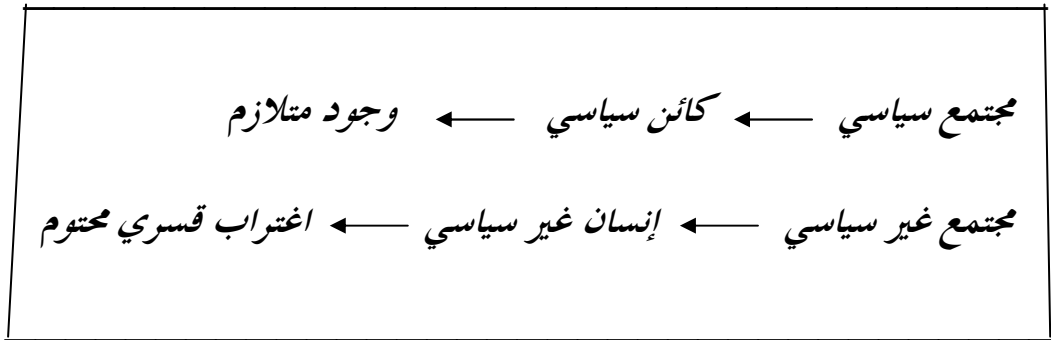 مجتمع سياسي ← كائن سياسي ← وجود متلازم
مجتمع غير سياسي ← إنسان غير سياسي ← اغتراب قسري محتوم